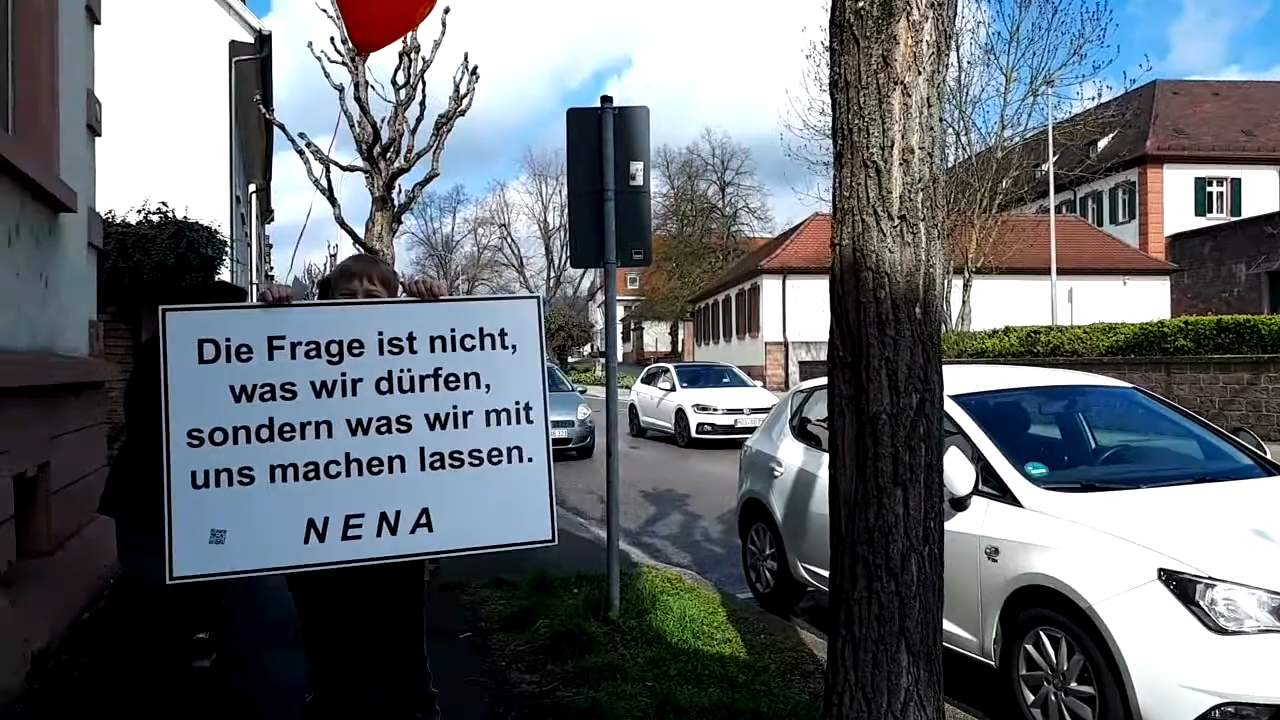 Die Frage ist nicht,
was wir dürfen,
sondern was wir mit
uns machen lassen.
NENA